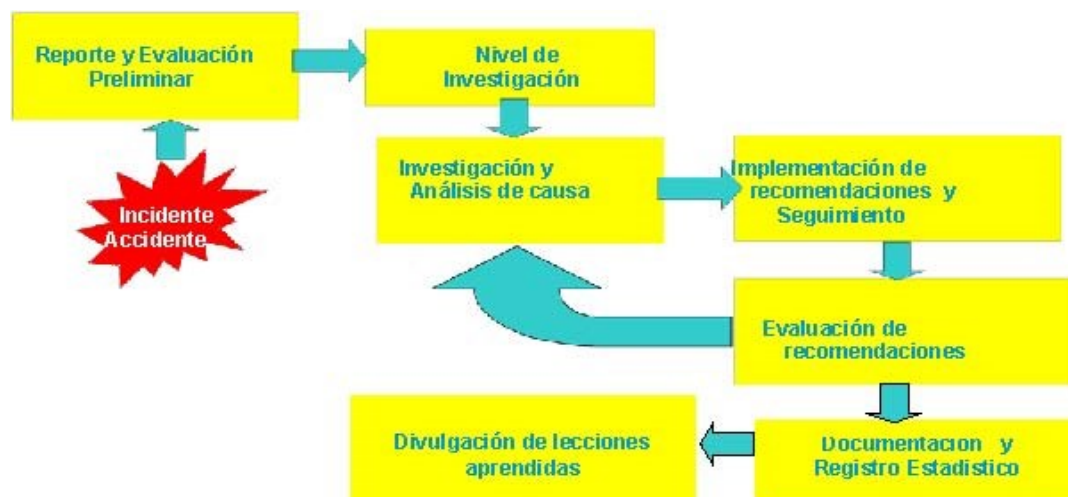 Reporte y Evaluación
Preliminar
Nivel de
Investigación
Incidente
Accidente
Investigación y
Análisis de causa
Implementación de
recomendaciones y
Seguimiento
Evaluación de
recomendaciones
Documentacion y
Registro Estadístico
Divulgación de lecciones
aprendidas